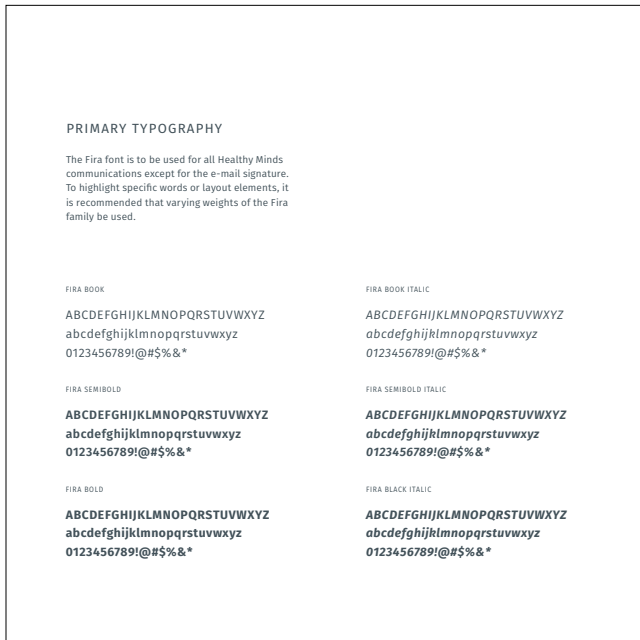 PRIMARY TYPOGRAPHY
The Fira font is to be used for all Healthy Minds
communications except for the e-mail signature.
To highlight specific words or layout elements, it
is recommended that varying weights of the Fira
family be used.
FIRA BOOK
ABCDEFGHIJKLMNOPQRSTUVWXYZ
abcdefghijklmnopqrstuvwxyz
0123456789!@#$%&*
FIRA BOOK ITALIC
ABCDEFGHIJKLMNOPQRSTUVWXYZ
abcdefghijklmnopqrstuvwxyz
0123456789!@#$%&*
FIRA SEMIBOLD
ABCDEFGHIJKLMNOPQRSTUVWXYZ
abcdefghijklmnopqrstuvwxyz
0123456789!@#$%&*
FIRA SEMIBOLD ITALIC
ABCDEFGHIJKLMNOPQRSTUVWXYZ
abcdefghijklmnopqrstuvwxyz
0123456789!@#$%&*
FIRA BOLD
ABCDEFGHIJKLMNOPQRSTUVWXYZ
abcdefghijklmnopqrstuvwxyz
0123456789!@#$%&*
FIRA BLACK ITALIC
ABCDEFGHIJKLMNOPQRSTUVWXYZ
abcdefghijklmnopqrstuvwxyz
0123456789!@#$%&*